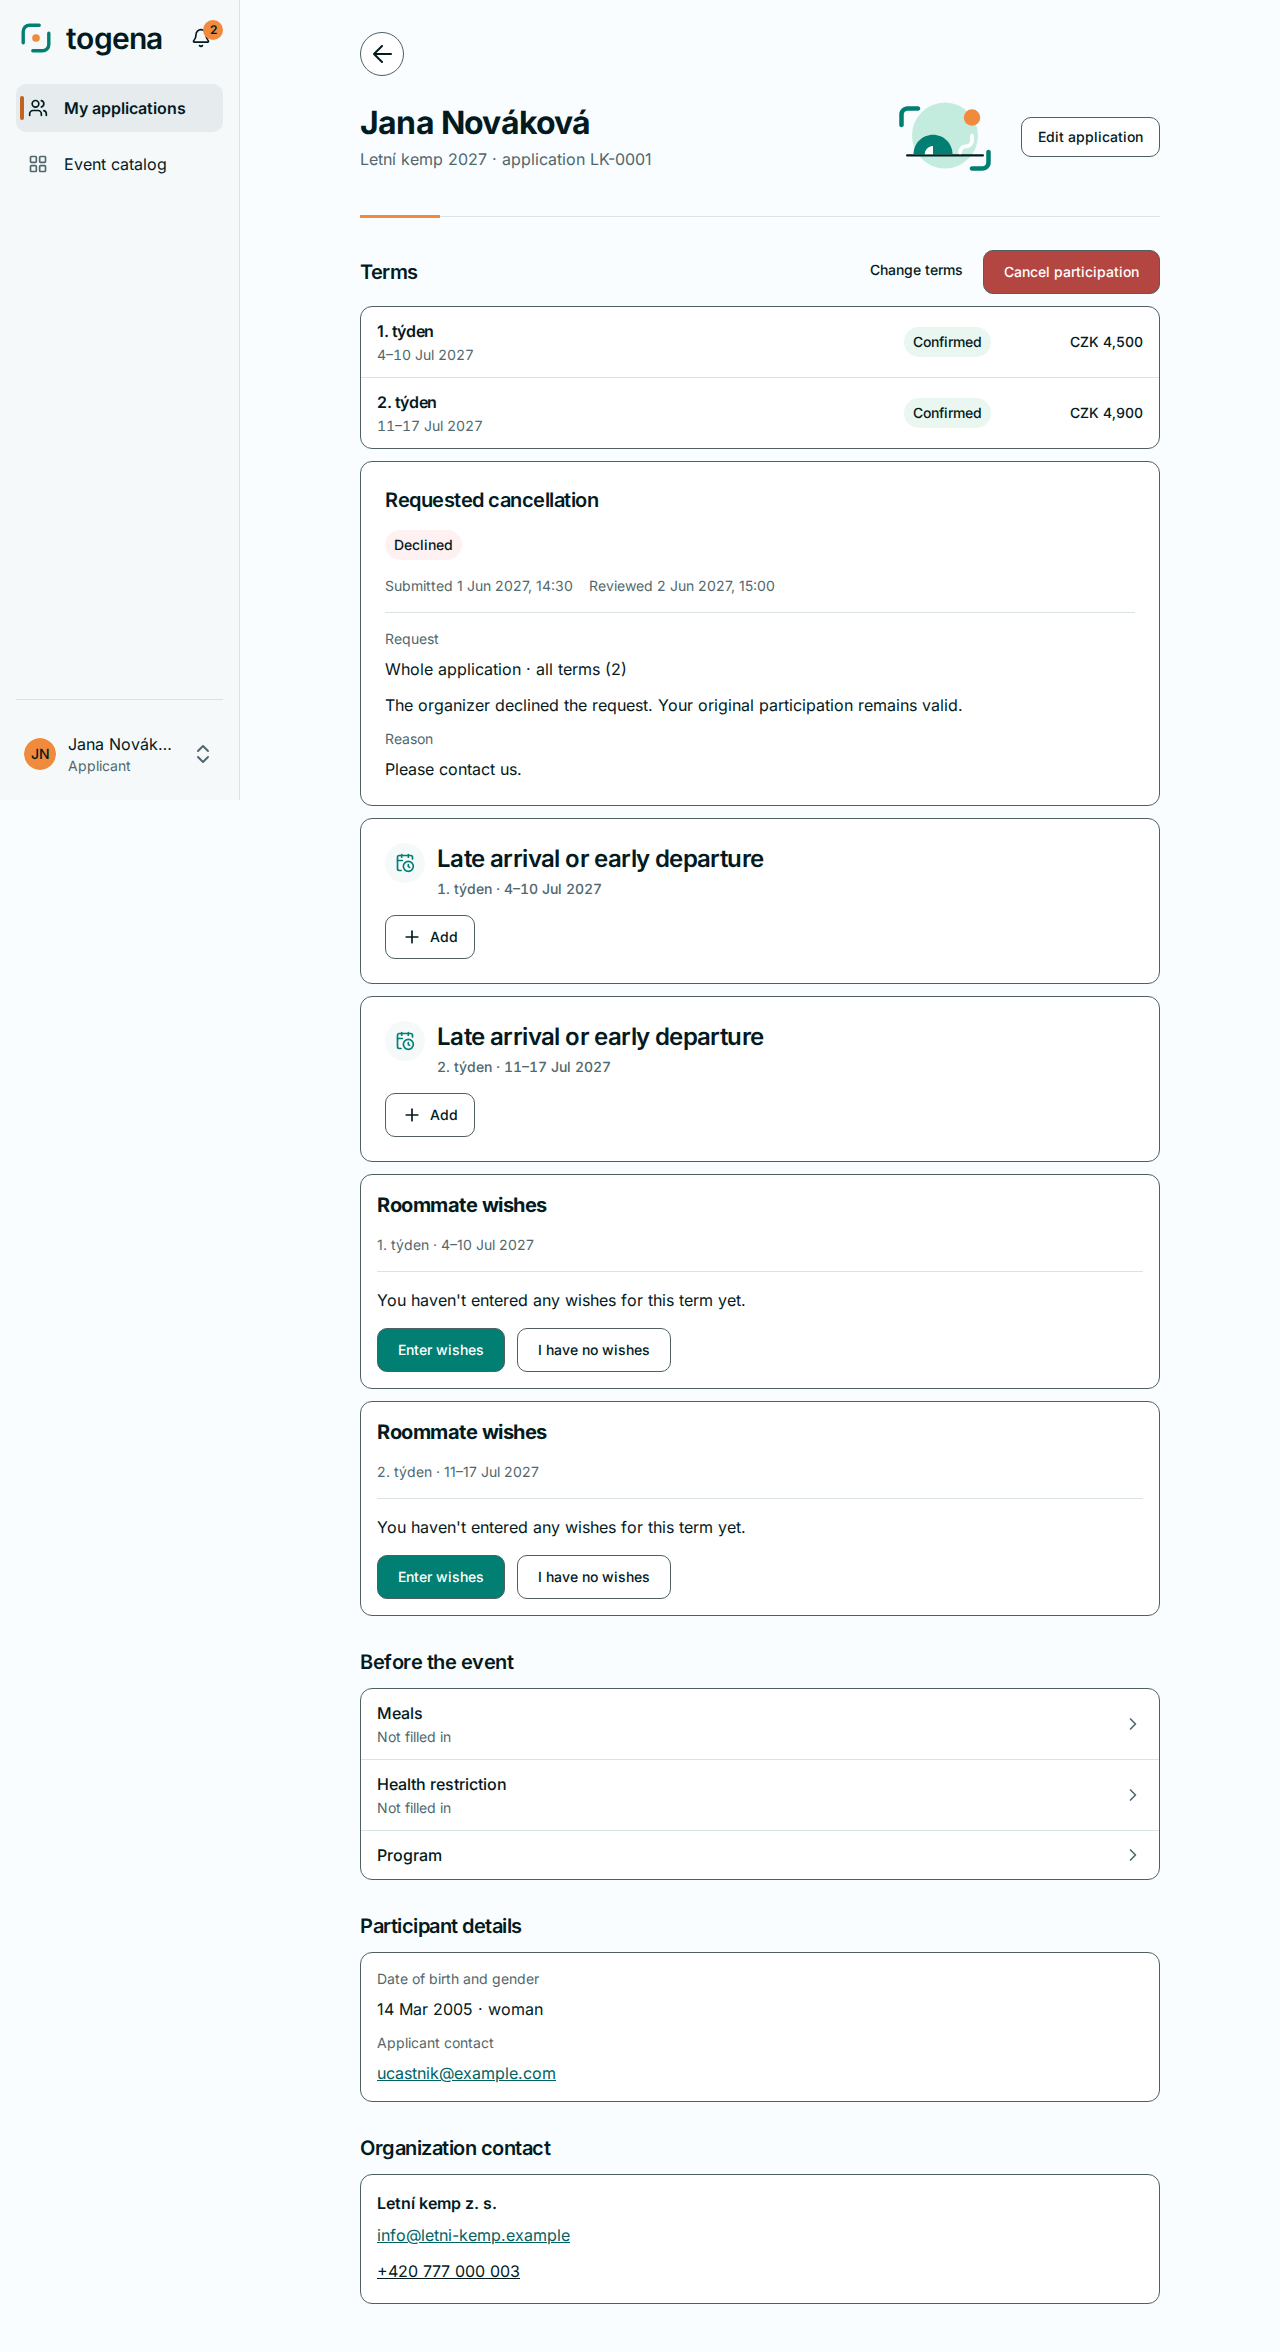 togena
2
My applications
Event catalog
Jana Nováková
Letní kemp 2027 · application LK-0001
Edit application
Terms
Change terms
Cancel participation
1. týden
4–10 Jul 2027
Confirmed
CZK 4,500
2. týden
11–17 Jul 2027
Confirmed
CZK 4,900
Requested cancellation
Declined
Submitted 1 Jun 2027, 14:30 Reviewed 2 Jun 2027, 15:00
Request
Whole application · all terms (2)
The organizer declined the request. Your original participation remains valid.
Reason
Please contact us.
JN
Jana Novák...
Applicant
Late arrival or early departure
1. týden · 4–10 Jul 2027
Add
Late arrival or early departure
2. týden · 11–17 Jul 2027
Add
Roommate wishes
1. týden · 4–10 Jul 2027
You haven't entered any wishes for this term yet.
Enter wishes
I have no wishes
Roommate wishes
2. týden · 11–17 Jul 2027
You haven't entered any wishes for this term yet.
Enter wishes
I have no wishes
Before the event
Meals
Not filled in
Health restriction
Not filled in
Program
Participant details
Date of birth and gender
14 Mar 2005 · woman
Applicant contact
ucastnik@example.com
Organization contact
Letní kemp z. s.
info@letni-kemp.example
+420 777 000 003